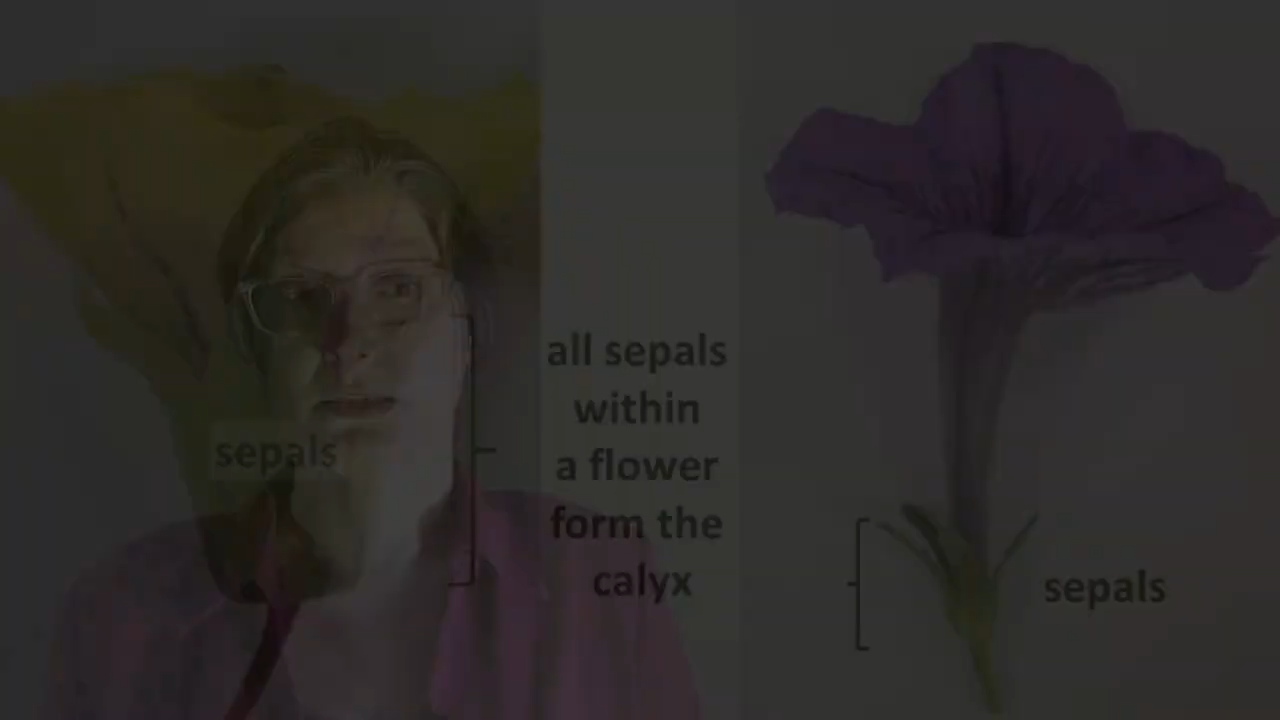 sepals
all sepals
within
a flower
form the
calyx
sepals